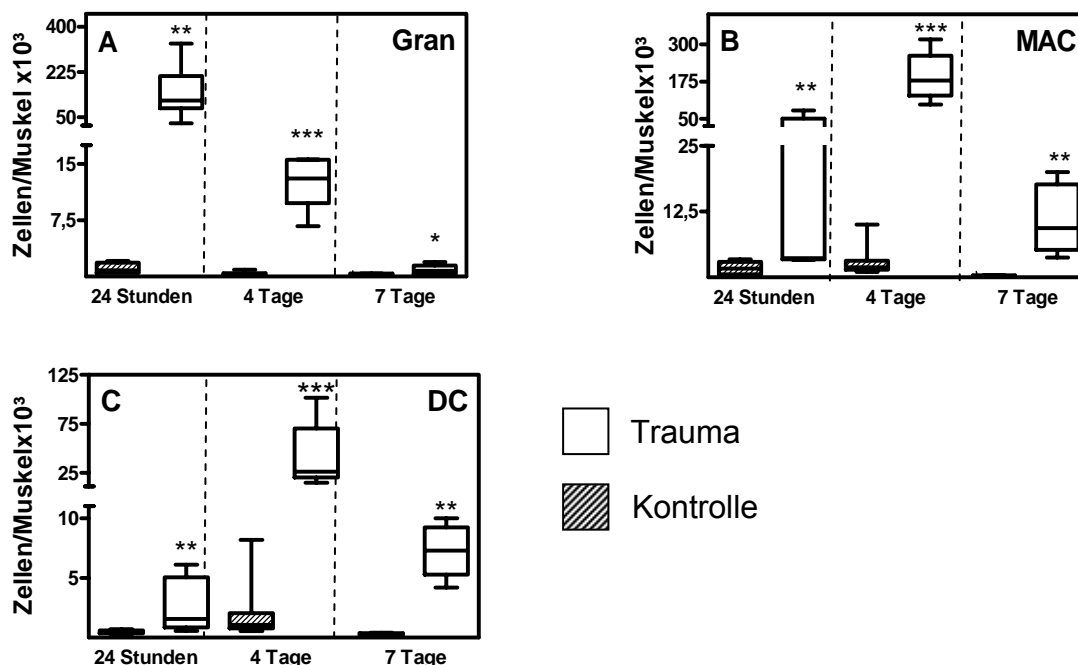 A
Gran
Zellen/Muskel x10³
400
225
50
15
7,5
**
***
*
24 Stunden
4 Tage
7 Tage
B
MAC
Zellen/Muskelx10³
300
175
50
25
12,5
**
***
**
24 Stunden
4 Tage
7 Tage
C
DC
Zellen/Muskelx10³
125
75
25
10
5
**
***
**
24 Stunden
4 Tage
7 Tage
Trauma
Kontrolle